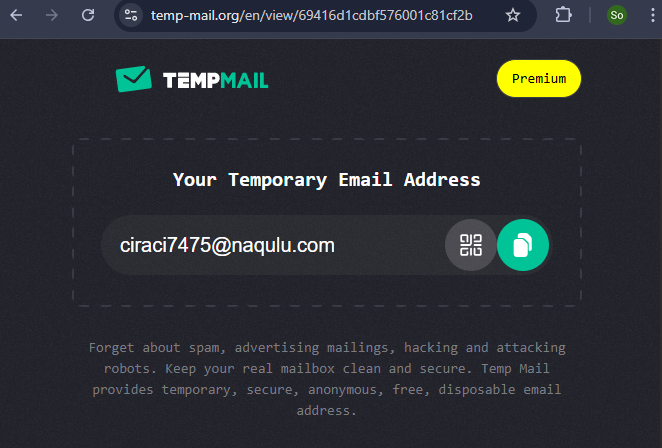 temp-mail.org/en/view/69416d1cdbf576001c81cf2b
So
TEMPMAIL
Premium
Your Temporary Email Address
ciraci7475@naqulu.com
Forget about spam, advertising mailings, hacking and attacking
robots. Keep your real mailbox clean and secure. Temp Mail
provides temporary, secure, anonymous, free, disposable email
address.